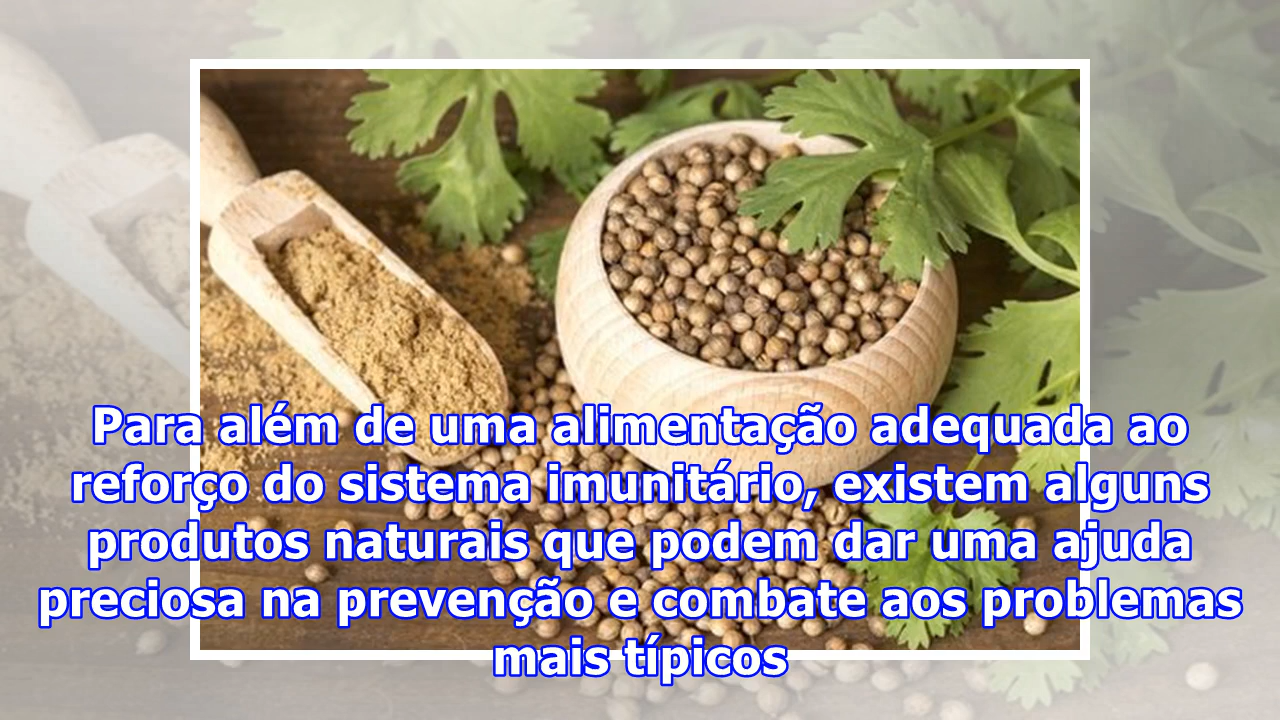 Para além de uma alimentação adequada ao
reforço do sistema imunitário, existem alguns
produtos naturais que podem dar uma ajuda
preciosa na prevenção e combate aos problemas
mais típicos